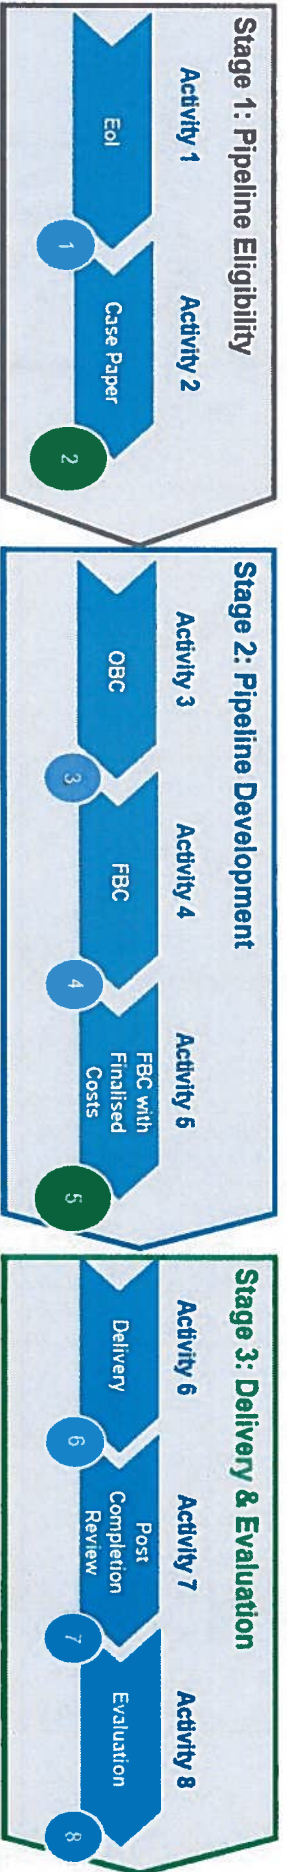 Stage 1: Pipeline Eligibility
Activity 1
Activity 2
EoI
Case Paper
1
2
Stage 2: Pipeline Development
Activity 3
Activity 4
Activity 5
OBC
FBC
FBC with
Finalised
Costs
3
4
5
Stage 3: Delivery & Evaluation
Activity 6
Activity 7
Activity 8
Delivery
Post
Completion
Review
Evaluation
6
7
8